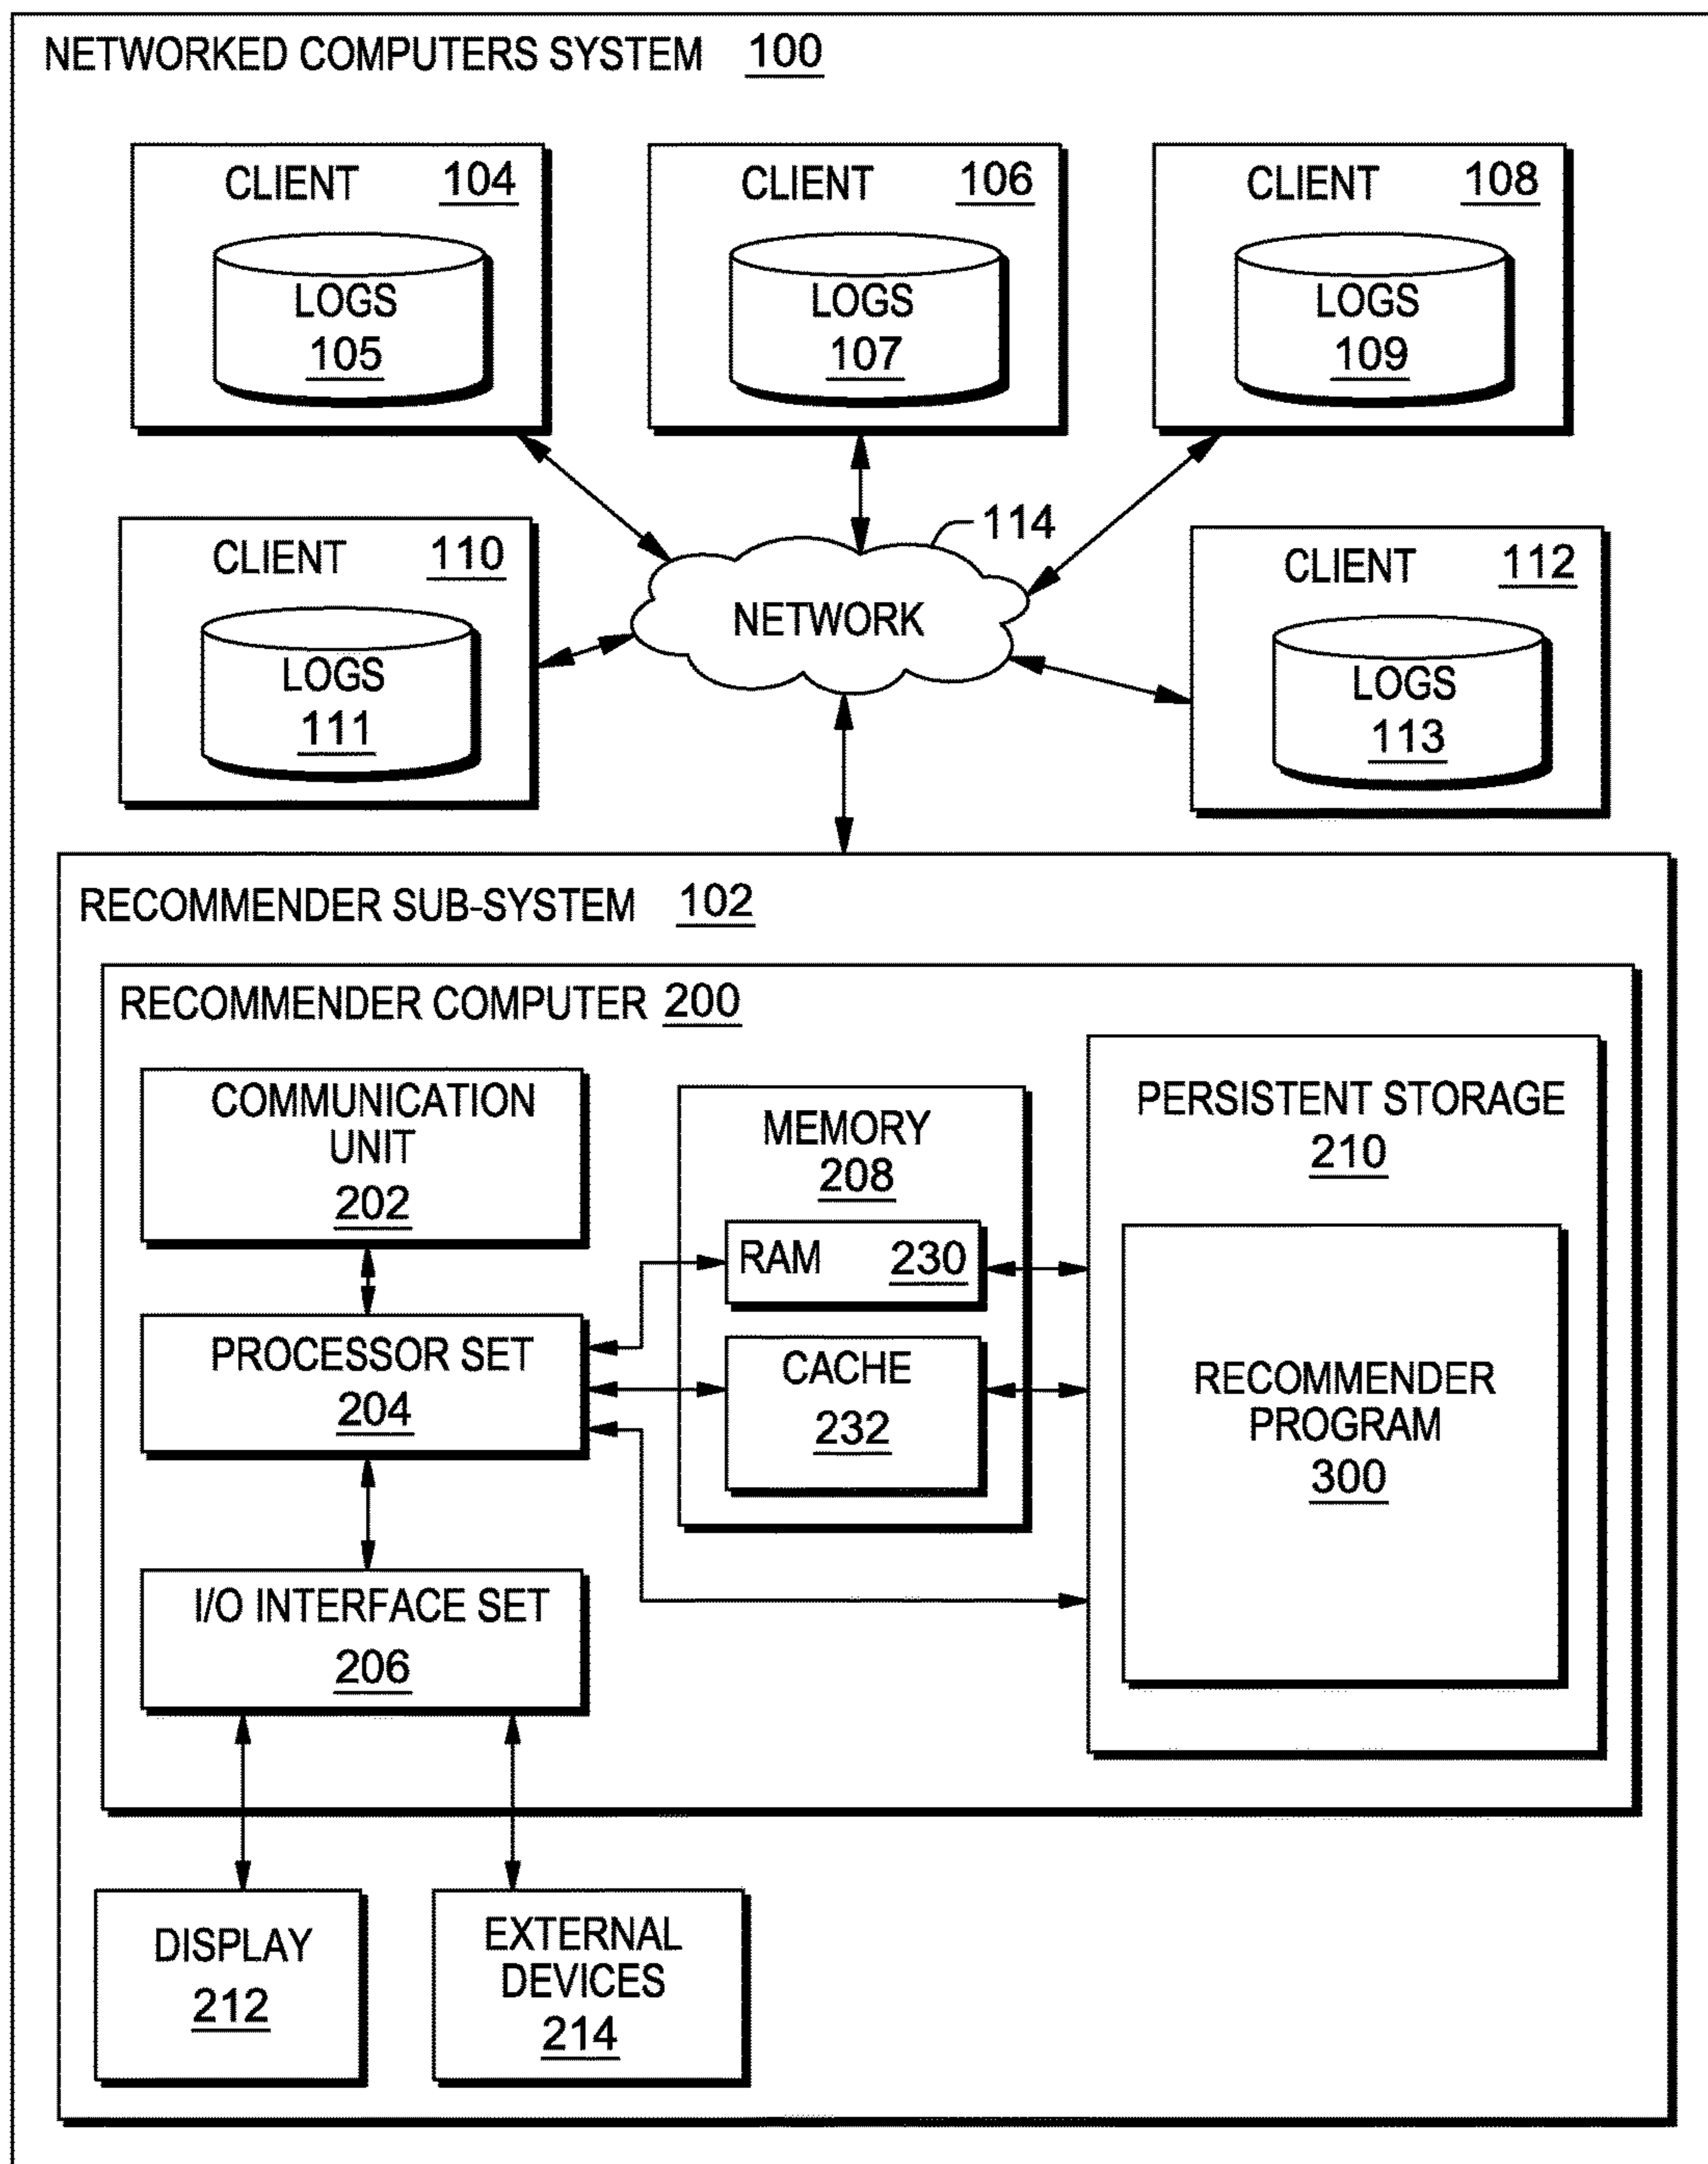 NETWORKED COMPUTERS SYSTEM 100
CLIENT 104
LOGS
105
CLIENT 106
LOGS
107
CLIENT 108
LOGS
109
114
CLIENT 110
LOGS
111
NETWORK
CLIENT 112
LOGS
113
RECOMMENDER SUB-SYSTEM 102
RECOMMENDER COMPUTER 200
COMMUNICATION
UNIT
202
PROCESSOR SET
204
I/O INTERFACE SET
206
MEMORY
208
RAM 230
CACHE
232
PERSISTENT STORAGE
210
RECOMMENDER
PROGRAM
300
DISPLAY
212
EXTERNAL
DEVICES
214